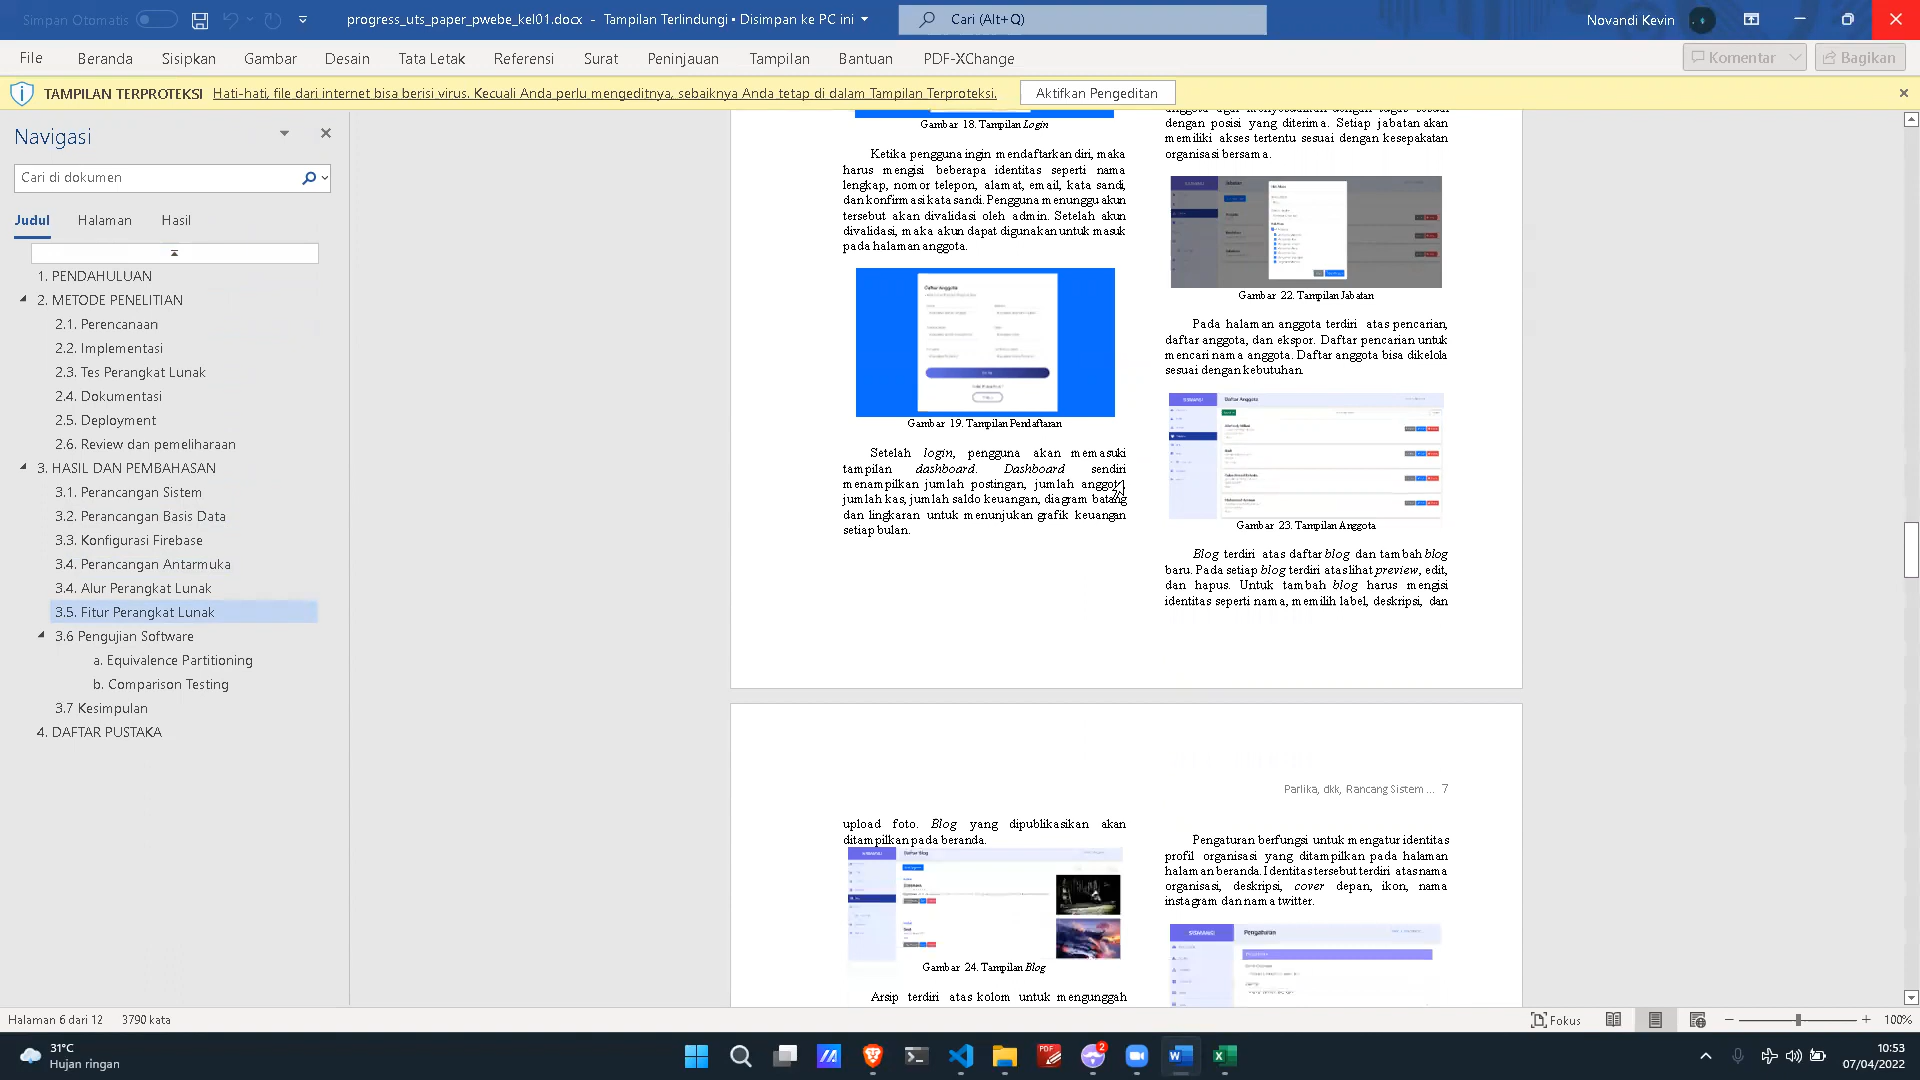 Simpan Otomatis
progress_uts_paper_pwebe_kel01.docx - Tampilan Terlindungi • Disimpan ke PC ini
Cari (Alt+Q)
Novandi Kevin
File Beranda Sisipkan Gambar Desain Tata Letak Referensi Surat Peninjauan Tampilan Bantuan PDF-XChange
Komentar
Bagikan
TAMPILAN TERPROTEKSI Hati-hati, file dari internet bisa berisi virus. Kecuali Anda perlu mengeditnya, sebaiknya Anda tetap di dalam Tampilan Terproteksi.
Aktifkan Pengeditan
Navigasi
Cari di dokumen
Judul Halaman Hasil
1. PENDAHULUAN
2. METODE PENELITIAN
2.1. Perencanaan
2.2. Implementasi
2.3. Tes Perangkat Lunak
2.4. Dokumentasi
2.5. Deployment
2.6. Review dan pemeliharaan
3. HASIL DAN PEMBAHASAN
3.1. Perancangan Sistem
3.2. Perancangan Basis Data
3.3. Konfigurasi Firebase
3.4. Perancangan Antarmuka
3.4. Alur Perangkat Lunak
3.5. Fitur Perangkat Lunak
3.6 Pengujian Software
a. Equivalence Partitioning
b. Comparison Testing
3.7 Kesimpulan
4. DAFTAR PUSTAKA
Gambar 18. Tampilan Login
Ketika pengguna ingin mendaftarkan diri, maka
harus mengisi beberapa identitas seperti nama
lengkap, nomor telepon, alamat, email, kata sandi,
dan konfirmasi kata sandi. Pengguna menunggu akun
tersebut akan divalidasi oleh admin. Setelah akun
divalidasi, maka akun dapat digunakan untuk masuk
pada halaman anggota.
Daftar Anggota
Gambar 19. Tampilan Pendaftaran
Setelah login, pengguna akan memasuki
tampilan dashboard. Dashboard sendiri
menampilkan jumlah postingan, jumlah anggota,
jumlah kas, jumlah saldo keuangan, diagram batang
dan lingkaran untuk menunjukan grafik keuangan
setiap bulan.
dengan posisi yang diterima. Setiap jabatan akan
memiliki akses tertentu sesuai dengan kesepakatan
organisasi bersama.
Gambar 22. Tampilan Jabatan
Pada halaman anggota terdiri atas pencarian,
daftar anggota, dan ekspor. Daftar pencarian untuk
mencari nama anggota. Daftar anggota bisa dikelola
sesuai dengan kebutuhan.
Daftar Anggota
Gambar 23. Tampilan Anggota
Blog terdiri atas daftar blog dan tambah blog
baru. Pada setiap blog terdiri atas lihat preview, edit,
dan hapus. Untuk tambah blog harus mengisi
identitas seperti nama, memilih label, deskripsi, dan
Parlika, dkk, Rancang Sistem ... 7
upload foto. Blog yang dipublikasikan akan
ditampilkan pada beranda.
Daftar Blog
Gambar 24. Tampilan Blog
Arsip terdiri atas kolom untuk mengunggah
Pengaturan berfungsi untuk mengatur identitas
profil organisasi yang ditampilkan pada halaman
halaman beranda. Identitas tersebut terdiri atas nama
organisasi, deskripsi, cover depan, ikon, nama
instagram dan nama twitter.
Pengaturan
Halaman 6 dari 12 3790 kata
Fokus
100%
31°C
Hujan ringan
PDF
2
10:53
07/04/2022